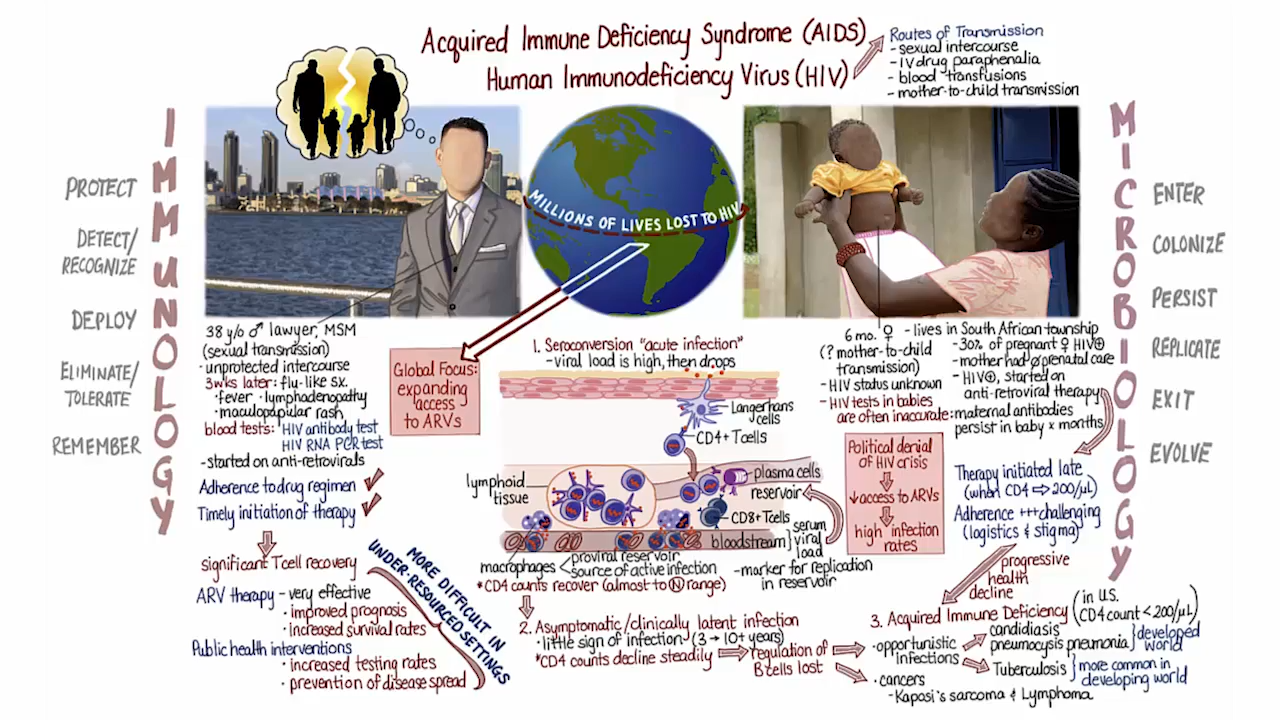 Acquired Immune Deficiency Syndrome (AIDS)
Human Immunodeficiency Virus (HIV)
Routes of Transmission
- sexual intercourse
- IV drug paraphenalia
- blood transfusions
- mother-to-child transmission
IMMUNOLOGY
PROTECT
DETECT/
RECOGNIZE
DEPLOY
ELIMINATE/
TOLERATE
REMEMBER
MILLIONS OF LIVES LOST TO HIV
MICROBIOLOGY
ENTER
COLONIZE
PERSIST
REPLICATE
EXIT
EVOLVE
38 y/o ♂ lawyer, MSM
(sexual transmission)
· unprotected intercourse
3wks later: flu-like sx.
· fever · lymphadenopathy
· maculopapular rash
blood tests: HIV antibody test
HIV RNA PCR test
- started on anti-retrovirals
Adherence to drug regimen ✓
Timely initiation of therapy ✓
significant Tcell recovery
ARV therapy - very effective
· improved prognosis
· increased survival rates
Public health interventions
· increased testing rates
· prevention of disease spread
MORE DIFFICULT IN
UNDER RESOURCED SETTINGS
Global Focus:
expanding
access
to ARVs
1. Seroconversion "acute infection"
- viral load is high, then drops
Langerhans
cells
CD4+ Tcells
lymphoid
tissue
plasma cells
reservoir
CD8+ Tcells
bloodstream
serum
viral
load
- marker for replication
in reservoir
macrophages
proviral reservoir
source of active infection
*CD4 counts recover (almost to Ⓝ range)
2. Asymptomatic/clinically latent infection
· little sign of infection (3 → 10+ years)
*CD4 counts decline steadily ⇒ regulation of
B cells lost
6 mo. ♀
(? mother-to-child
transmission)
- HIV status unknown
- HIV tests in babies
are often inaccurate: maternal antibodies
persist in baby x months
- lives in South African township
- 30% of pregnant ♀ HIV⊕
- mother had ∅ prenatal care
- HIV⊕, started on
anti-retroviral therapy
Political denial
of HIV crisis
↓access to ARVs
high infection
rates
Therapy initiated late
(when CD4 ⇨ 200/µL)
Adherence +++challenging
(logistics & stigma)
progressive
health
decline
3. Acquired Immune Deficiency (in U.S.
CD4 count < 200/µL)
· opportunistic
infections
candidiasis
pneumocysis pneumonia
developed
world
Tuberculosis
more common in
developing world
· cancers
- Kaposi's sarcoma & Lymphoma